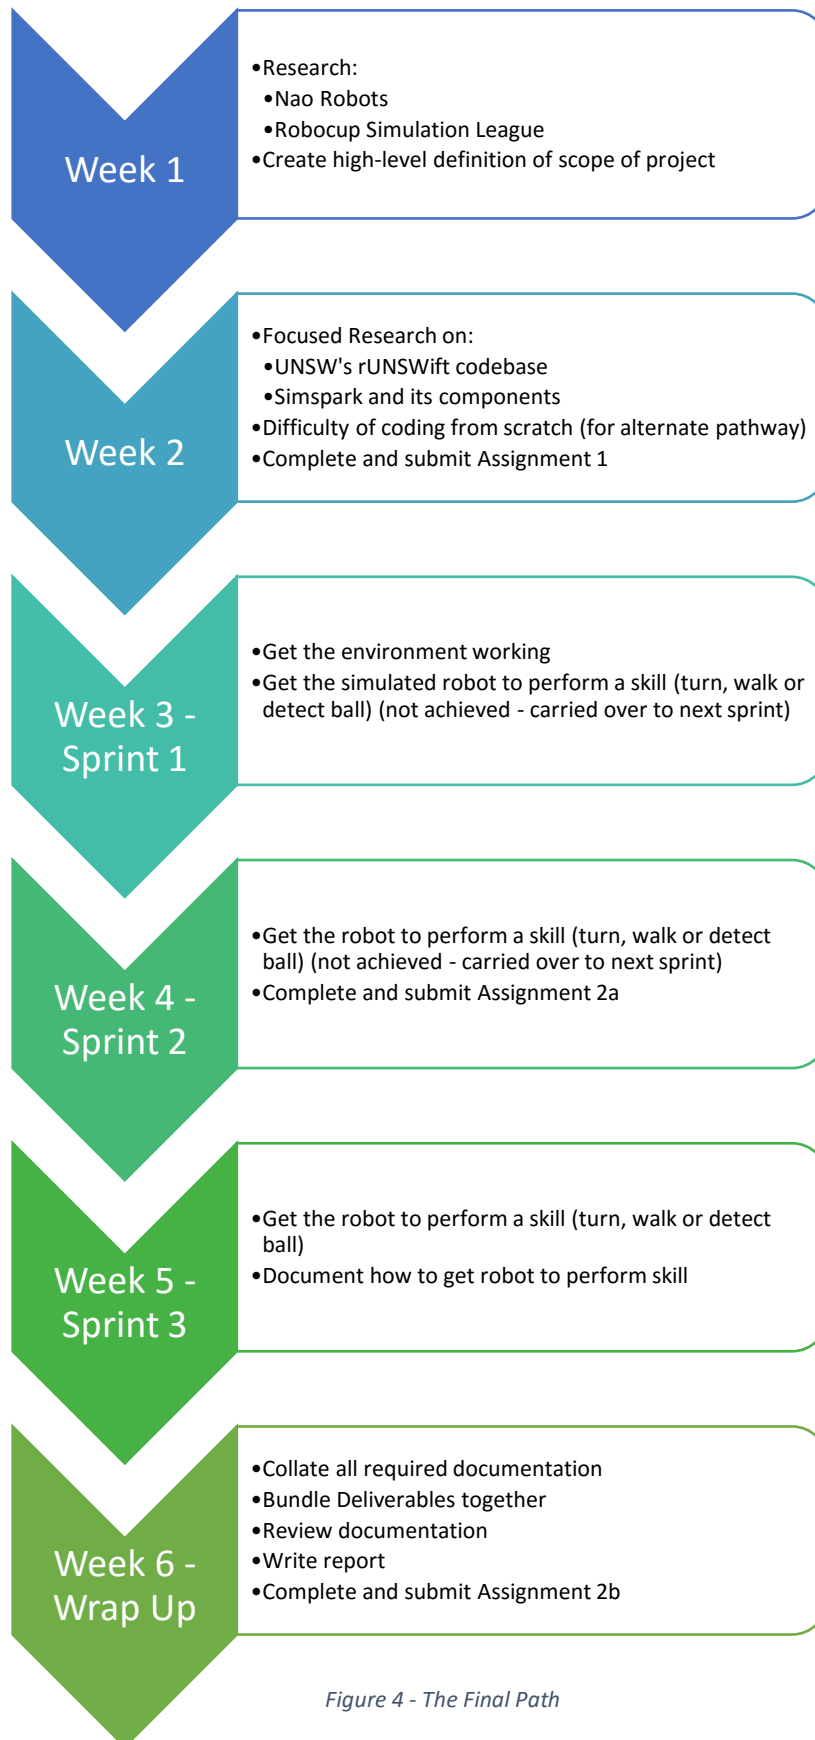 Week 1
•Research:
•Nao Robots
•Robocup Simulation League
•Create high-level definition of scope of project
Week 2
•Focused Research on:
•UNSW's rUNSWift codebase
•Simspark and its components
•Difficulty of coding from scratch (for alternate pathway)
•Complete and submit Assignment 1
Week 3 -
Sprint 1
•Get the environment working
•Get the simulated robot to perform a skill (turn, walk or
detect ball) (not achieved - carried over to next sprint)
Week 4 -
Sprint 2
•Get the robot to perform a skill (turn, walk or detect
ball) (not achieved - carried over to next sprint)
•Complete and submit Assignment 2a
Week 5 -
Sprint 3
•Get the robot to perform a skill (turn, walk or detect
ball)
•Document how to get robot to perform skill
Week 6 -
Wrap Up
•Collate all required documentation
•Bundle Deliverables together
•Review documentation
•Write report
•Complete and submit Assignment 2b
Figure 4 - The Final Path